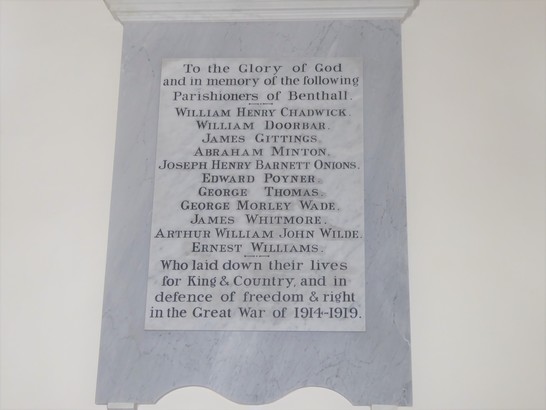 To the Glory of God
and in memory of the following
Parishioners of Benthall.
WILLIAM HENRY CHADWICK.
WILLIAM DOORBAR.
JAMES GITTINGS.
ABRAHAM MINTON.
JOSEPH HENRY BARNETT ONIONS.
EDWARD POYNER.
GEORGE THOMAS.
GEORGE MORLEY WADE.
JAMES WHITMORE.
ARTHUR WILLIAM JOHN WILDE.
ERNEST WILLIAMS.
Who laid down their lives
for King & Country, and in
defence of freedom & right
in the Great War of 1914-1919.